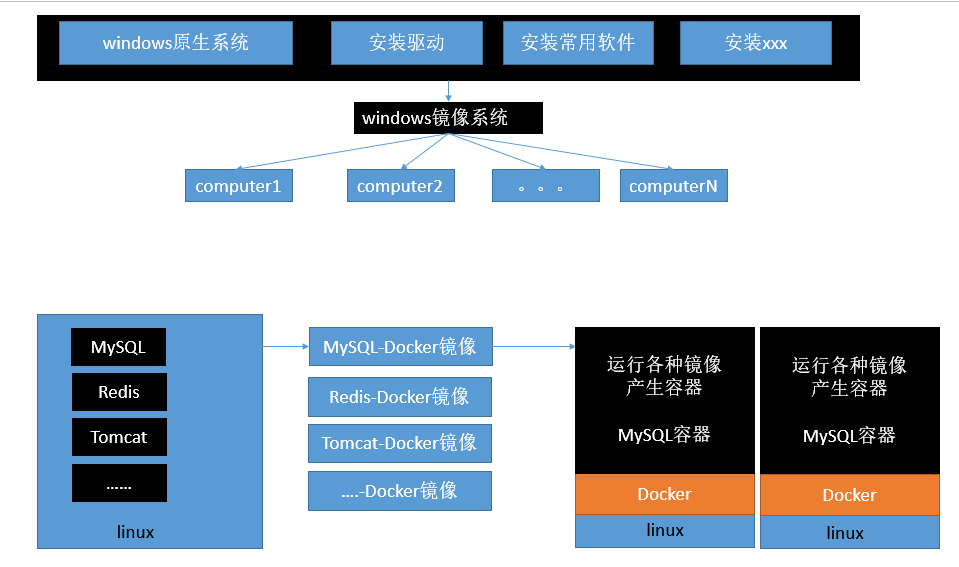 windows原生系统
安装驱动
安装常用软件
安装xxx
windows镜像系统
computer1
computer2
。。。
computerN
MySQL
Redis
Tomcat
......
linux
MySQL-Docker镜像
Redis-Docker镜像
Tomcat-Docker镜像
....-Docker镜像
运行各种镜像
产生容器
MySQL容器
Docker
linux
运行各种镜像
产生容器
MySQL容器
Docker
linux